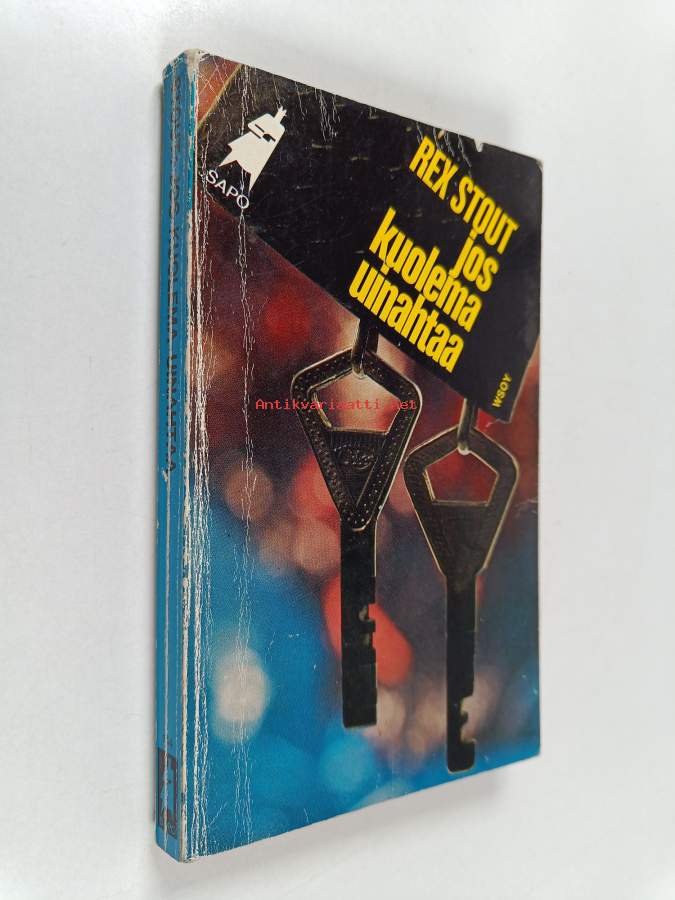 SAPO
REX STOUT
jos
kuolema
uinahtaa
WSOY
Antikvariaatti.Net
JOS KUOLEMA UINAHTAA